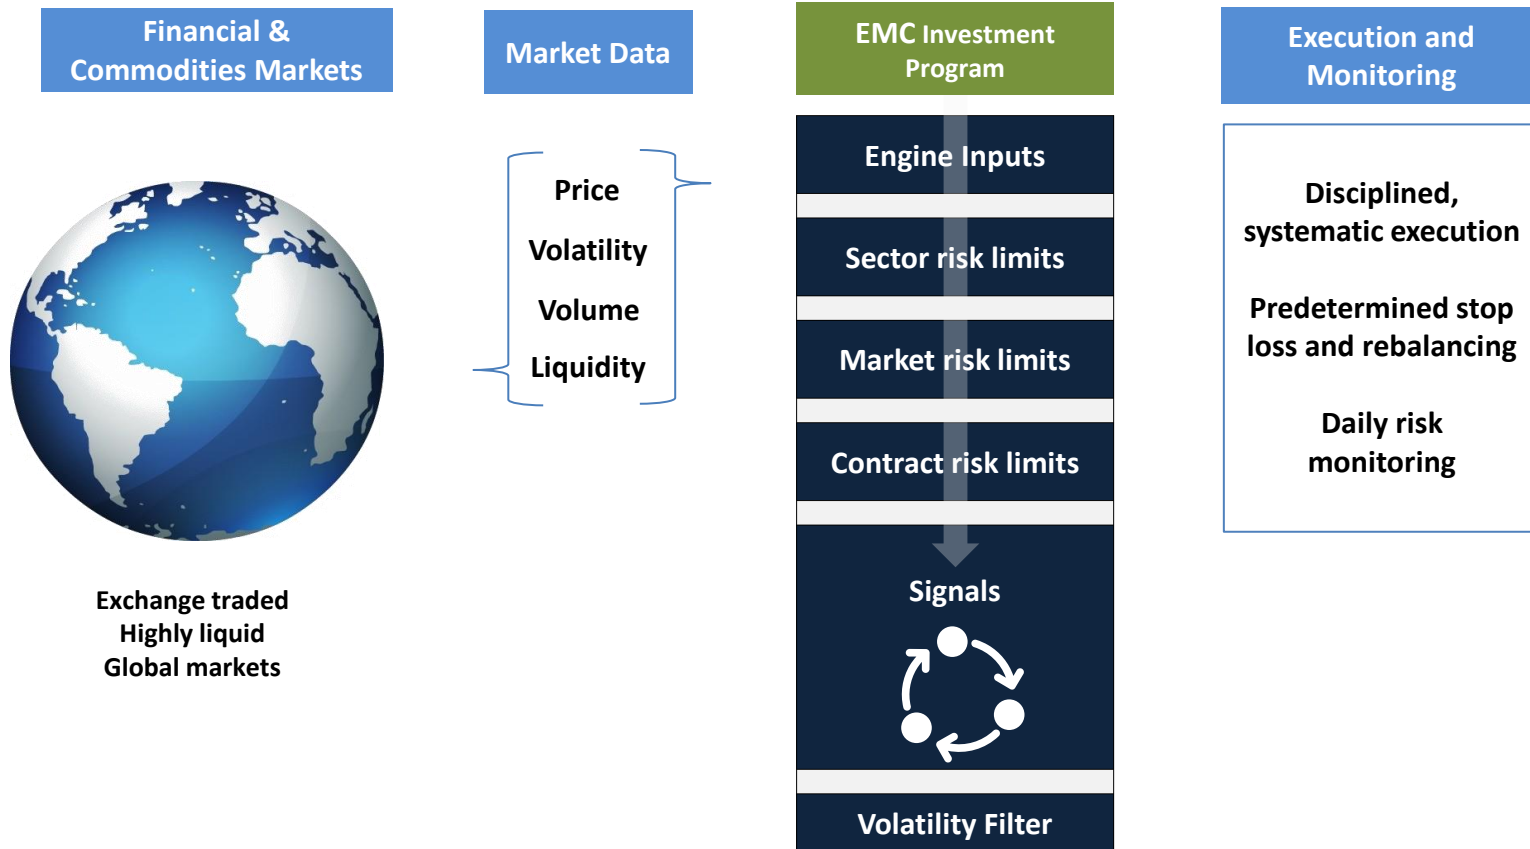 Financial &
Commodities Markets
Exchange traded
Highly liquid
Global markets
Market Data
Price
Volatility
Volume
Liquidity
EMC Investment
Program
Engine Inputs
Sector risk limits
Market risk limits
Contract risk limits
Signals
Volatility Filter
Execution and
Monitoring
Disciplined,
systematic execution
Predetermined stop
loss and rebalancing
Daily risk
monitoring